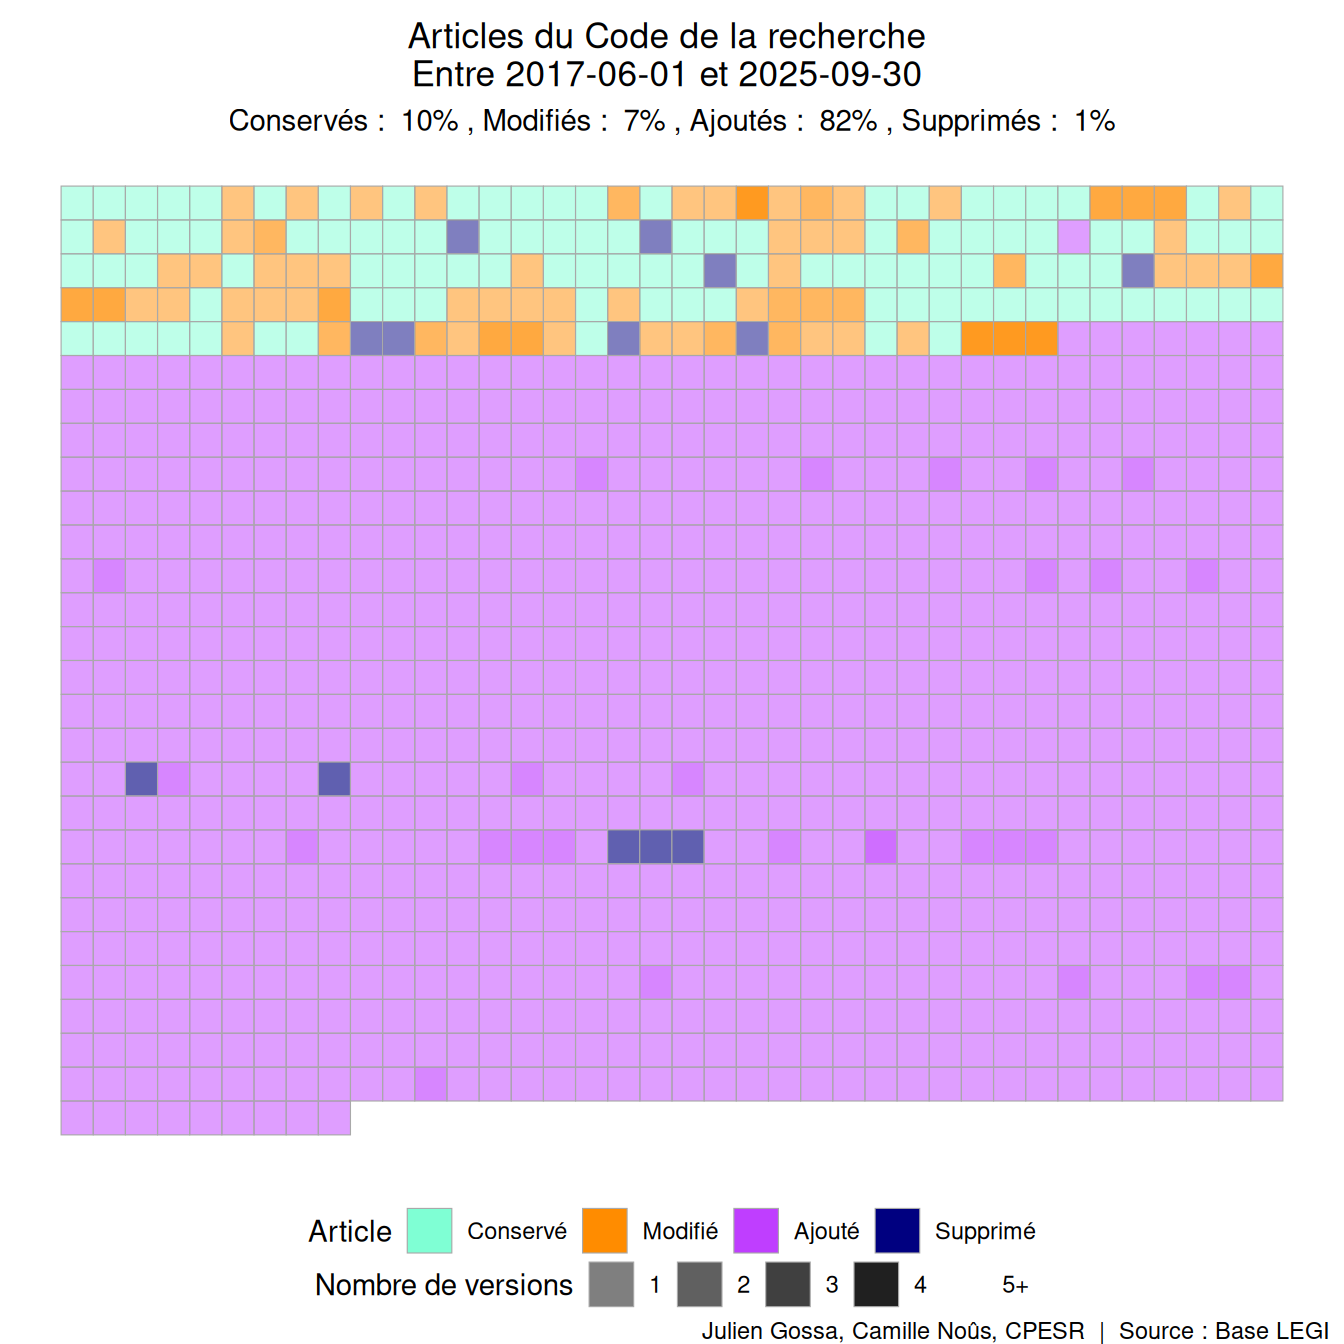 Articles du Code de la recherche
Entre 2017-06-01 et 2025-09-30
Conservés : 10% , Modifiés : 7% , Ajoutés : 82% , Supprimés : 1%
Article Conservé Modifié Ajouté Supprimé
Nombre de versions 1 2 3 4 5+
Julien Gossa, Camille Noûs, CPESR | Source : Base LEGI